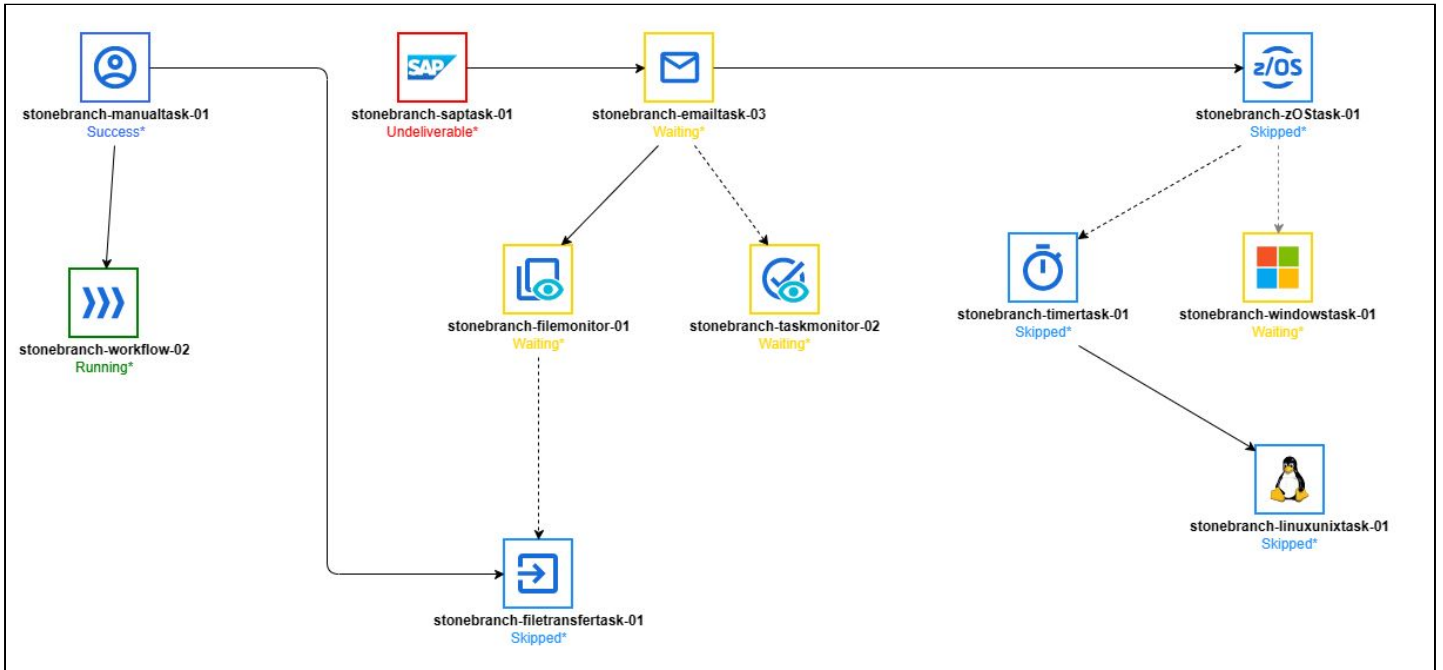 SAP
z/OS
stonebranch-manualtask-01
Success*
stonebranch-saptask-01
Undeliverable*
stonebranch-emailtask-03
Waiting*
stonebranch-zOStask-01
Skipped*
stonebranch-filemonitor-01
Waiting*
stonebranch-taskmonitor-02
Waiting*
stonebranch-timertask-01
Skipped*
stonebranch-windowstask-01
Waiting*
stonebranch-workflow-02
Running*
stonebranch-linuxunixtask-01
Skipped*
stonebranch-filetransfertask-01
Skipped*